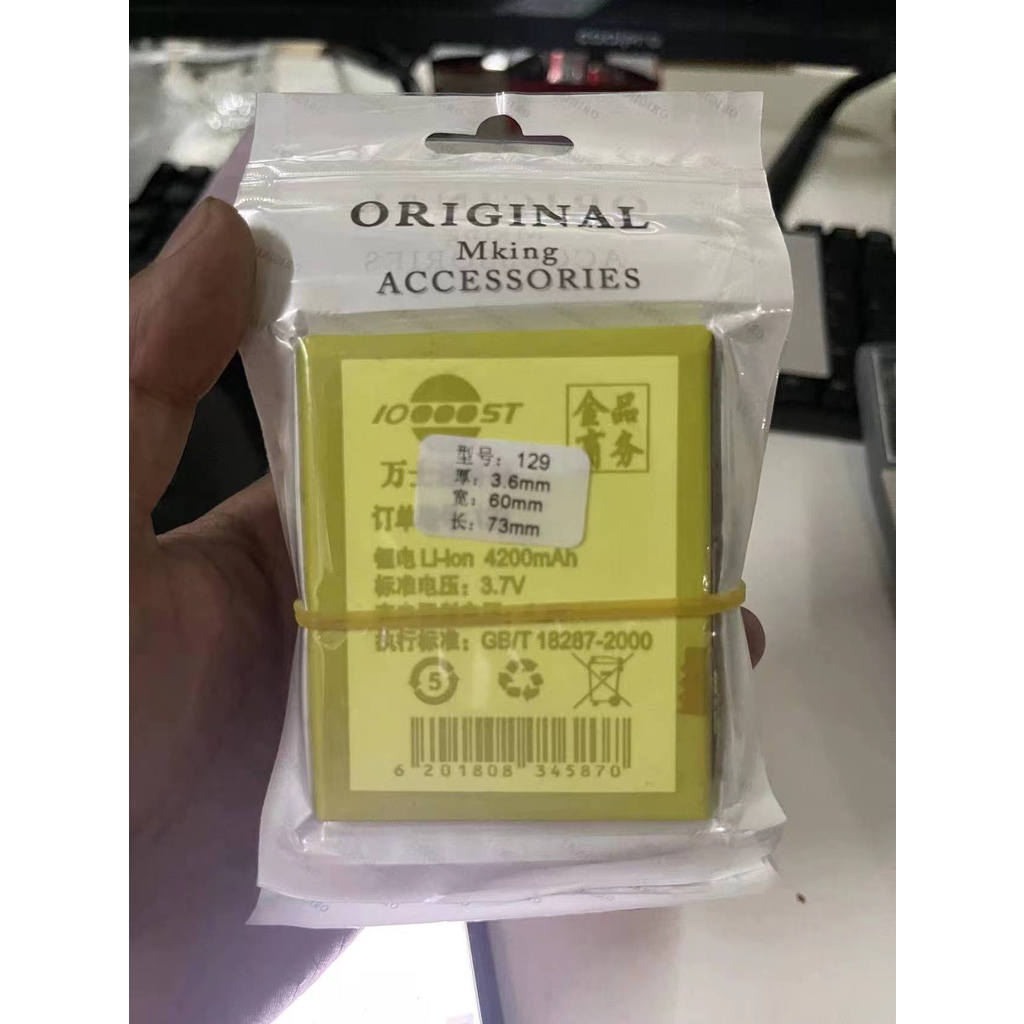 coolpro
ORIGINAL
Mking
ACCESSORIES
10000ST
金品
商务
型号：129
厚：3.6mm
宽：60mm
长：73mm
万士
订单
锂电 LI-Ion 4200mAh
标准电压：3.7V
执行标准：GB/T 18287-2000
5
6 201808 345870